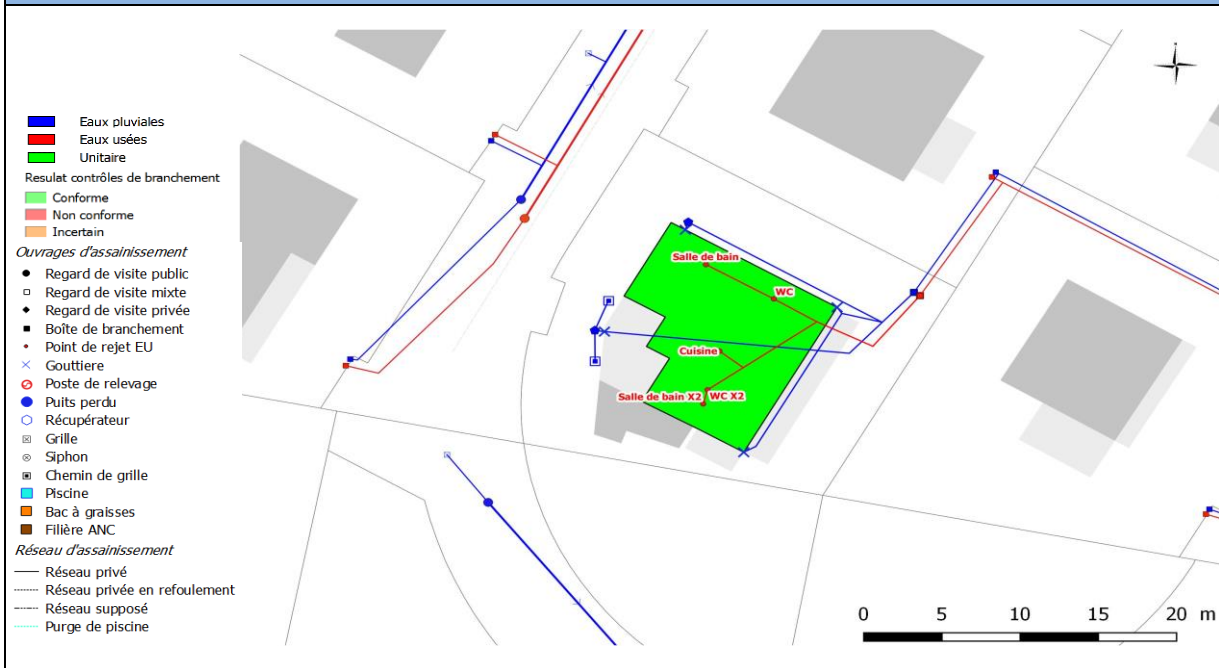 Eaux pluviales
Eaux usées
Unitaire
Resulat contrôles de branchement
Conforme
Non conforme
Incertain
Ouvrages d'assainissement
Regard de visite public
Regard de visite mixte
Regard de visite privée
Boîte de branchement
Point de rejet EU
Gouttiere
Poste de relevage
Puits perdu
Récupérateur
Grille
Siphon
Chemin de grille
Piscine
Bac à graisses
Filière ANC
Réseau d'assainissement
Réseau privé
Réseau privée en refoulement
Réseau supposé
Purge de piscine
Salle de bain
WC
Cuisine
Salle de bain X2 WC X2
0 5 10 15 20 m